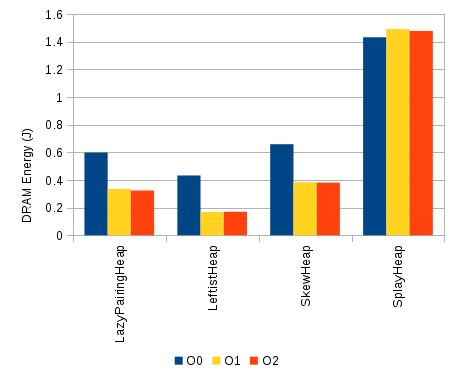 1.6
1.4
1.2
1
0.8
0.6
0.4
0.2
0
DRAM Energy (J)
LazyPairingHeap
LeftistHeap
SkewHeap
SplayHeap
O0 O1 O2